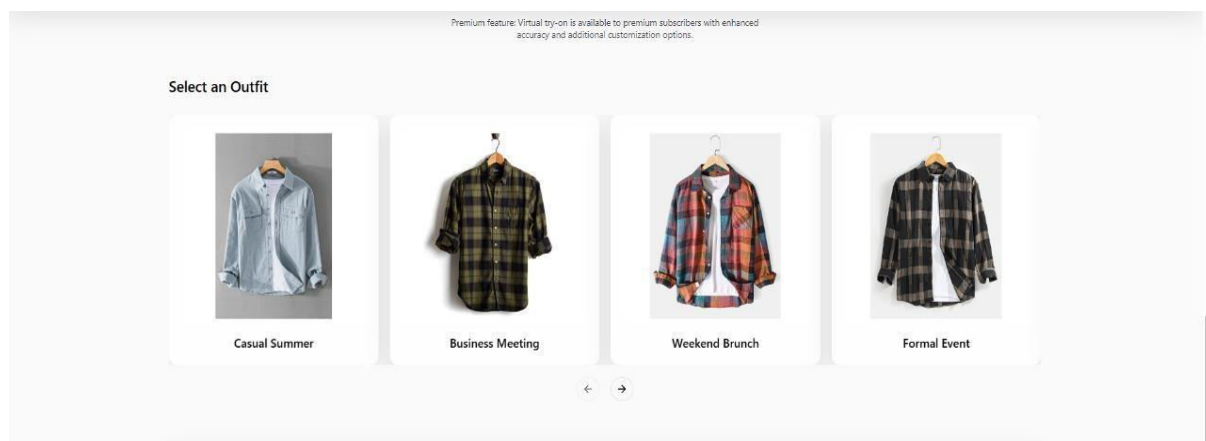 Premium feature: Virtual try-on is available to premium subscribers with enhanced
accuracy and additional customization options.
Select an Outfit
Casual Summer
Business Meeting
Weekend Brunch
Formal Event